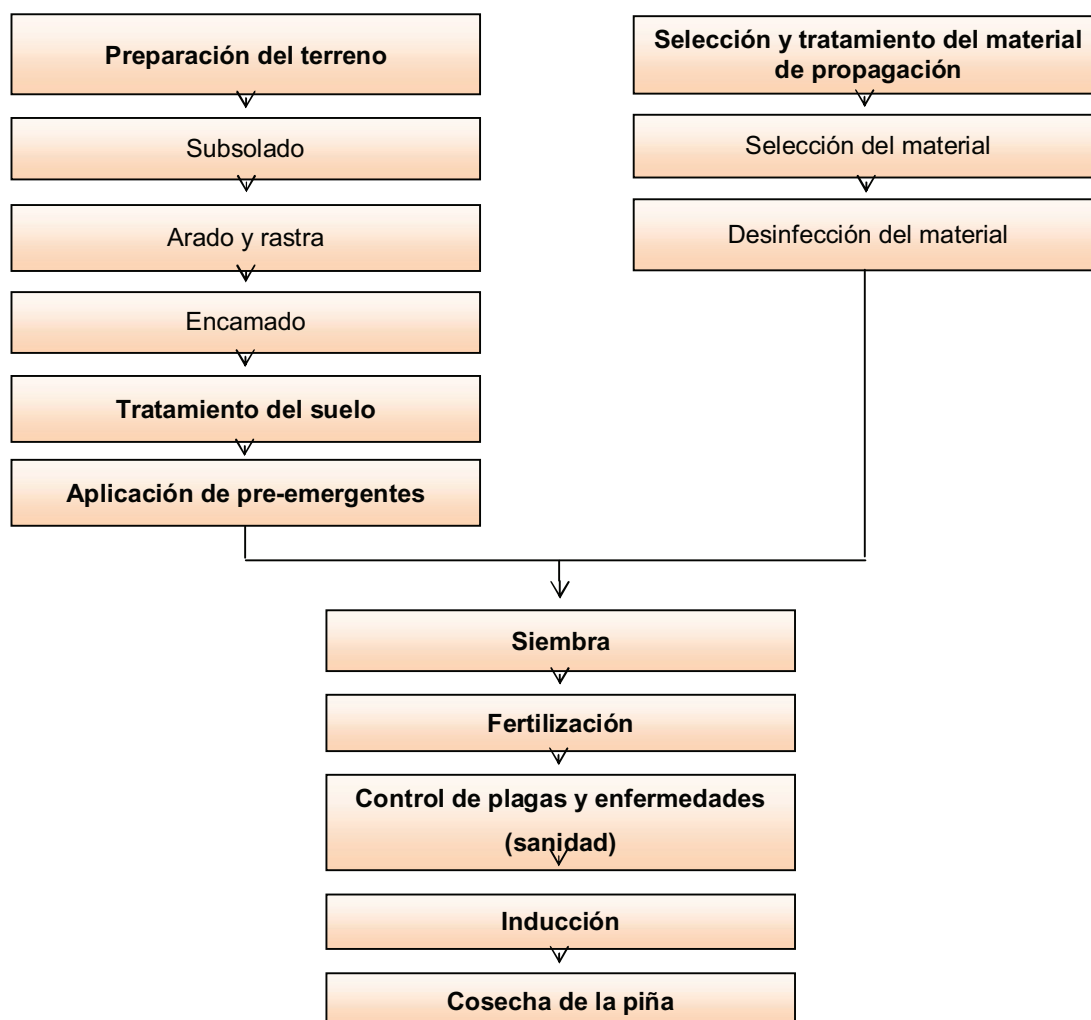 Preparación del terreno
Subsolado
Arado y rastra
Encamado
Tratamiento del suelo
Aplicación de pre-emergentes
Selección y tratamiento del material
de propagación
Selección del material
Desinfección del material
Siembra
Fertilización
Control de plagas y enfermedades
(sanidad)
Inducción
Cosecha de la piña